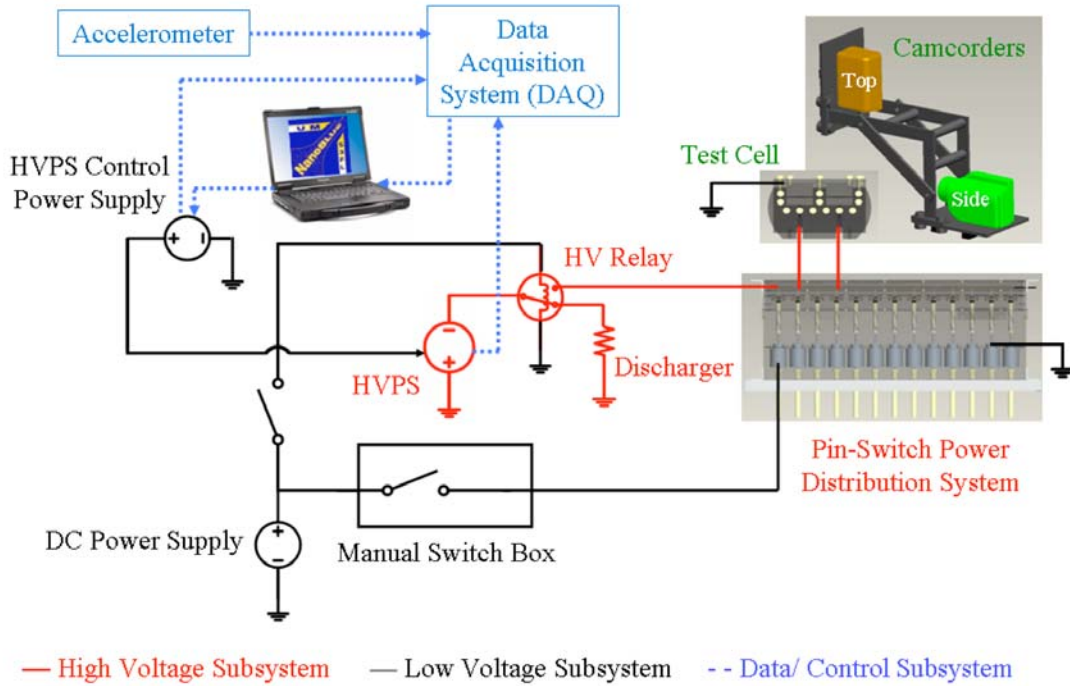 Accelerometer
Data
Acquisition
System (DAQ)
Camcorders
Top
Side
HVPS Control
Power Supply
Test Cell
NanoBLUE
HV Relay
HVPS
Discharger
Pin-Switch Power
Distribution System
DC Power Supply
Manual Switch Box
High Voltage Subsystem
Low Voltage Subsystem
Data/ Control Subsystem